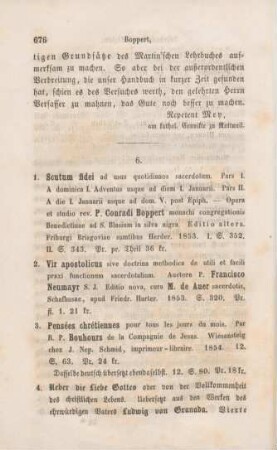 676 Boppert,
tigen Grundsätze des Martin'schen Lehrbuches auf-
merksam zu machen. So aber bei der außerordentlichen
Verbreitung, die unser Handbuch in kurzer Zeit gefunden
hat, schien es des Versuches werth, den gelehrten Herrn
Verfasser zu mahnen, das Gute noch besser zu machen.
Repetent Mey,
am kathol. Convikte zu Rottweil.
6.
1. Scutum fidei ad usus quotidianos sacerdotum. Pars I.
A dominica I. Adventus usque ad diem I. Januarii. Pars II.
A die I. Januarii usque ad dom. V. post Epiph. — Opera
et studio rev. P. Conradi Boppert monachi congregationis
Benedictinae ad S. Blasium in silva nigra. Editio altera.
Friburgi Brisgoviae sumtibus Herder. 1853. I. S. 352,
II. S. 343. Pr. per Theil 36 kr.
2. Vir apostolicus sive doctrina methodica de utili et facili
praxi functionum sacerdotalium. Auctore P. Francisco
Neumayr S. J. Editio nova, cura M. de Auer sacerdotis,
Schafhusae, apud Friedr. Hurter. 1853. S. 320, Pr.
fl. 1. 21 kr.
3. Pensées chrétiennes pour tous les jours du mois. Par
R. P. Bouhours de la Compagnie de Jesus. Wiesensteig
chez J. Nep. Schmid, imprimeur-libraire. 1854. 12.
S. 63, Pr. 24 kr.
Dasselbe deutsch übersetzt ebendaselbst. 12. S. 80. Pr. 18 kr.
4. Ueber die Liebe Gottes oder von der Vollkommenheit
des christlichen Lebens. Uebersetzt aus den Werken des
ehrwürdigen Vaters Ludwig von Granada. Vierte